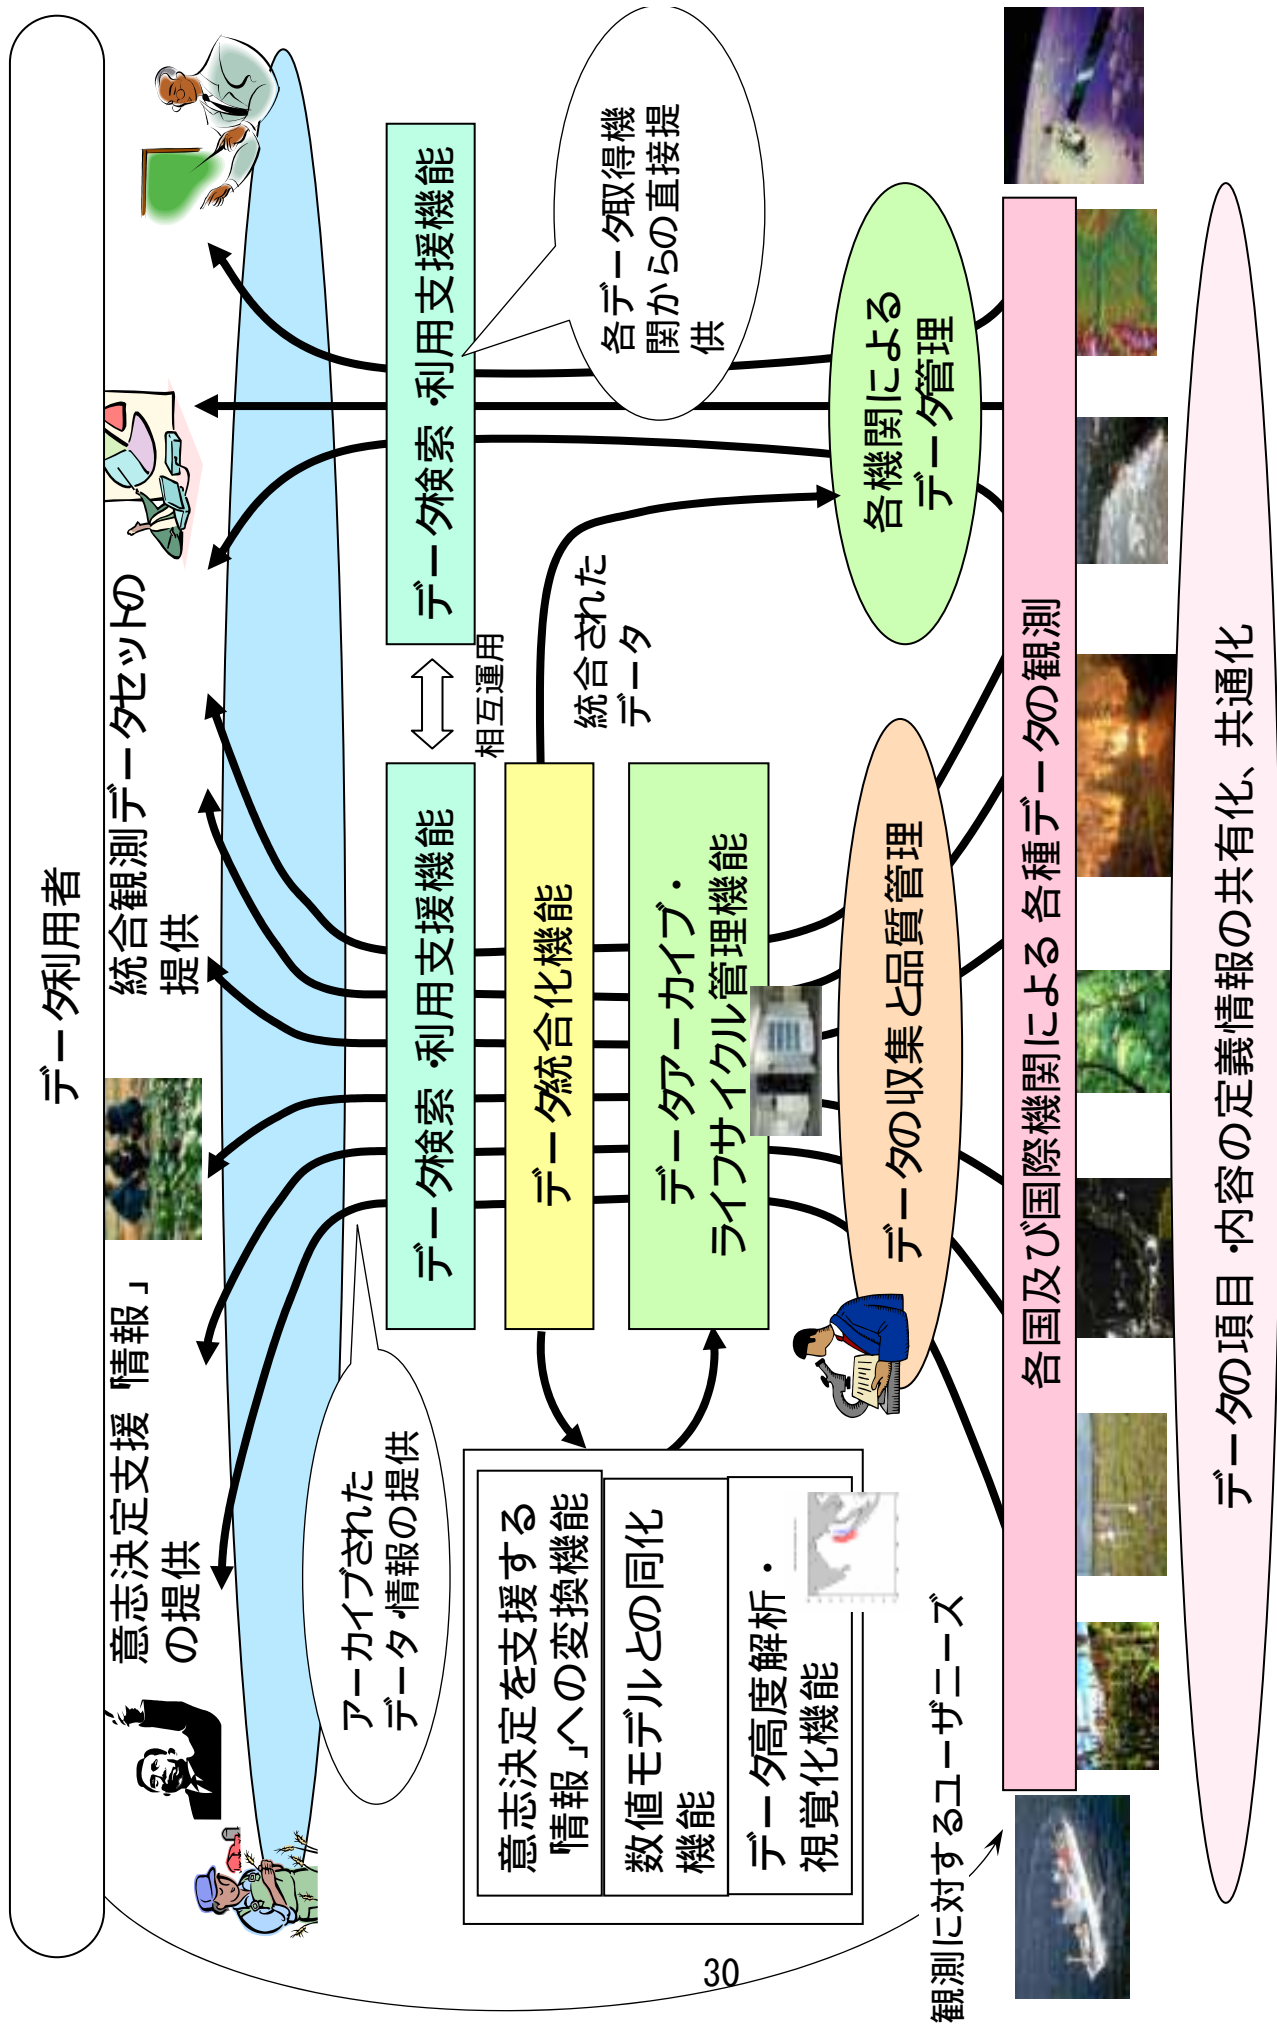 データ利用者
意志決定支援「情報」
の提供
統合観測データセットの
提供
アーカイブされた
データ・情報の提供
データ検索・利用支援機能
相互運用
データ検索・利用支援機能
各データ取得機
関からの直接提
供
データ統合化機能
統合された
データ
データアーカイブ・
ライフサイクル管理機能
意志決定を支援する
「情報」への変換機能
数値モデルとの同化
機能
データ高度解析・
視覚化機能
データの収集と品質管理
各機関による
データ管理
観測に対するユーザニーズ
各国及び国際機関による各種データの観測
データの項目・内容の定義情報の共有化、共通化
30